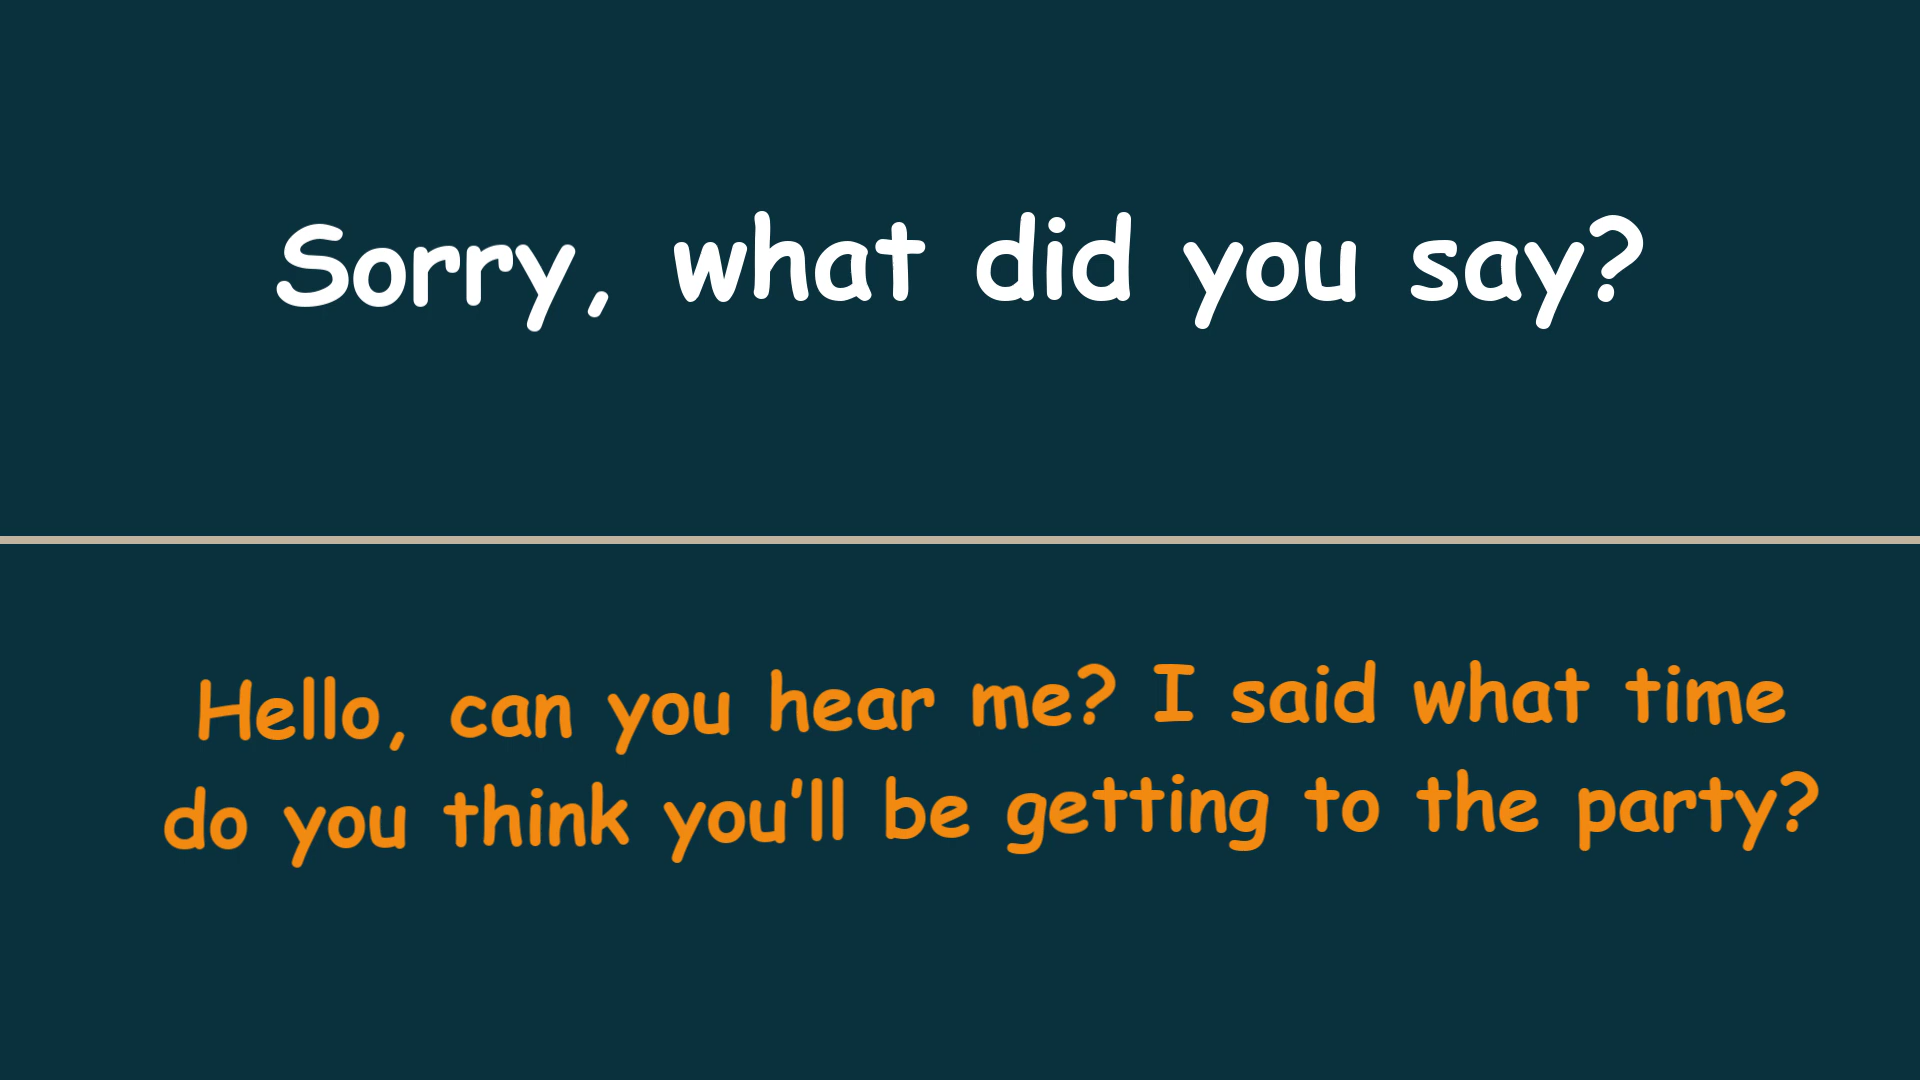 Sorry, what did you say?
Hello, can you hear me? I said what time
do you think you'll be getting to the party?